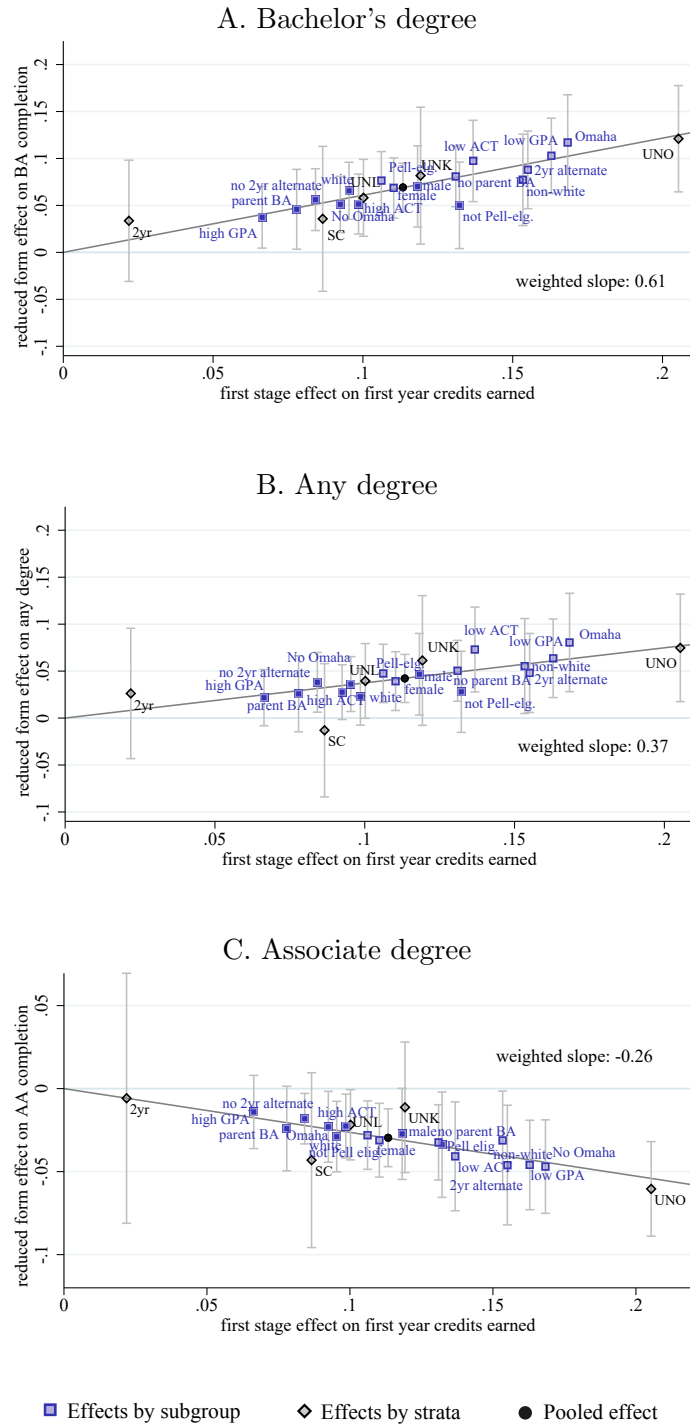 A. Bachelor's degree
reduced form effect on BA completion
.2
.15
.1
.05
0
-.05
-.1
Omaha
low GPA
low ACT
UNO
Pell-elg.
UNK
2yr alternate
no 2yr alternate
white
UNL
male
no parent BA
non-white
parent BA
female
high ACT
not Pell-elg.
No Omaha
high GPA
2yr
SC
weighted slope: 0.61
0
.05
.1
.15
.2
first stage effect on first year credits earned
B. Any degree
reduced form effect on any degree
.2
.15
.1
.05
0
-.05
-.1
low ACT
low GPA
Omaha
UNK
No Omaha
Pell-elg.
UNO
no 2yr alternate
UNL
male
non-white
high GPA
female
no parent BA
2yr alternate
parent BA
high ACT
white
not Pell-elg.
2yr
SC
weighted slope: 0.37
0
.05
.1
.15
.2
first stage effect on first year credits earned
C. Associate degree
reduced form effect on AA completion
.05
0
-.05
-.1
weighted slope: -0.26
2yr
no 2yr alternate
high ACT
UNK
high GPA
UNL
parent BA
Omaha
male
no parent BA
white
not Pell elig.
female
Pell elig.
non-white
No Omaha
SC
low ACT
low GPA
2yr alternate
UNO
0
.05
.1
.15
.2
first stage effect on first year credits earned
Effects by subgroup
Effects by strata
Pooled effect